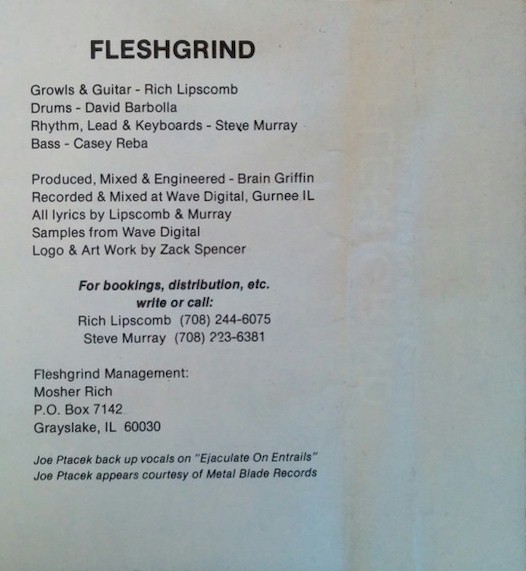 FLESHGRIND
Growls & Guitar - Rich Lipscomb
Drums - David Barbolla
Rhythm, Lead & Keyboards - Steve Murray
Bass - Casey Reba
Produced, Mixed & Engineered - Brain Griffin
Recorded & Mixed at Wave Digital, Gurnee IL
All lyrics by Lipscomb & Murray
Samples from Wave Digital
Logo & Art Work by Zack Spencer
For bookings, distribution, etc.
write or call:
Rich Lipscomb (708) 244-6075
Steve Murray (708) 223-6381
Fleshgrind Management:
Mosher Rich
P.O. Box 7142
Grayslake, IL 60030
Joe Ptacek back up vocals on "Ejaculate On Entrails"
Joe Ptacek appears courtesy of Metal Blade Records